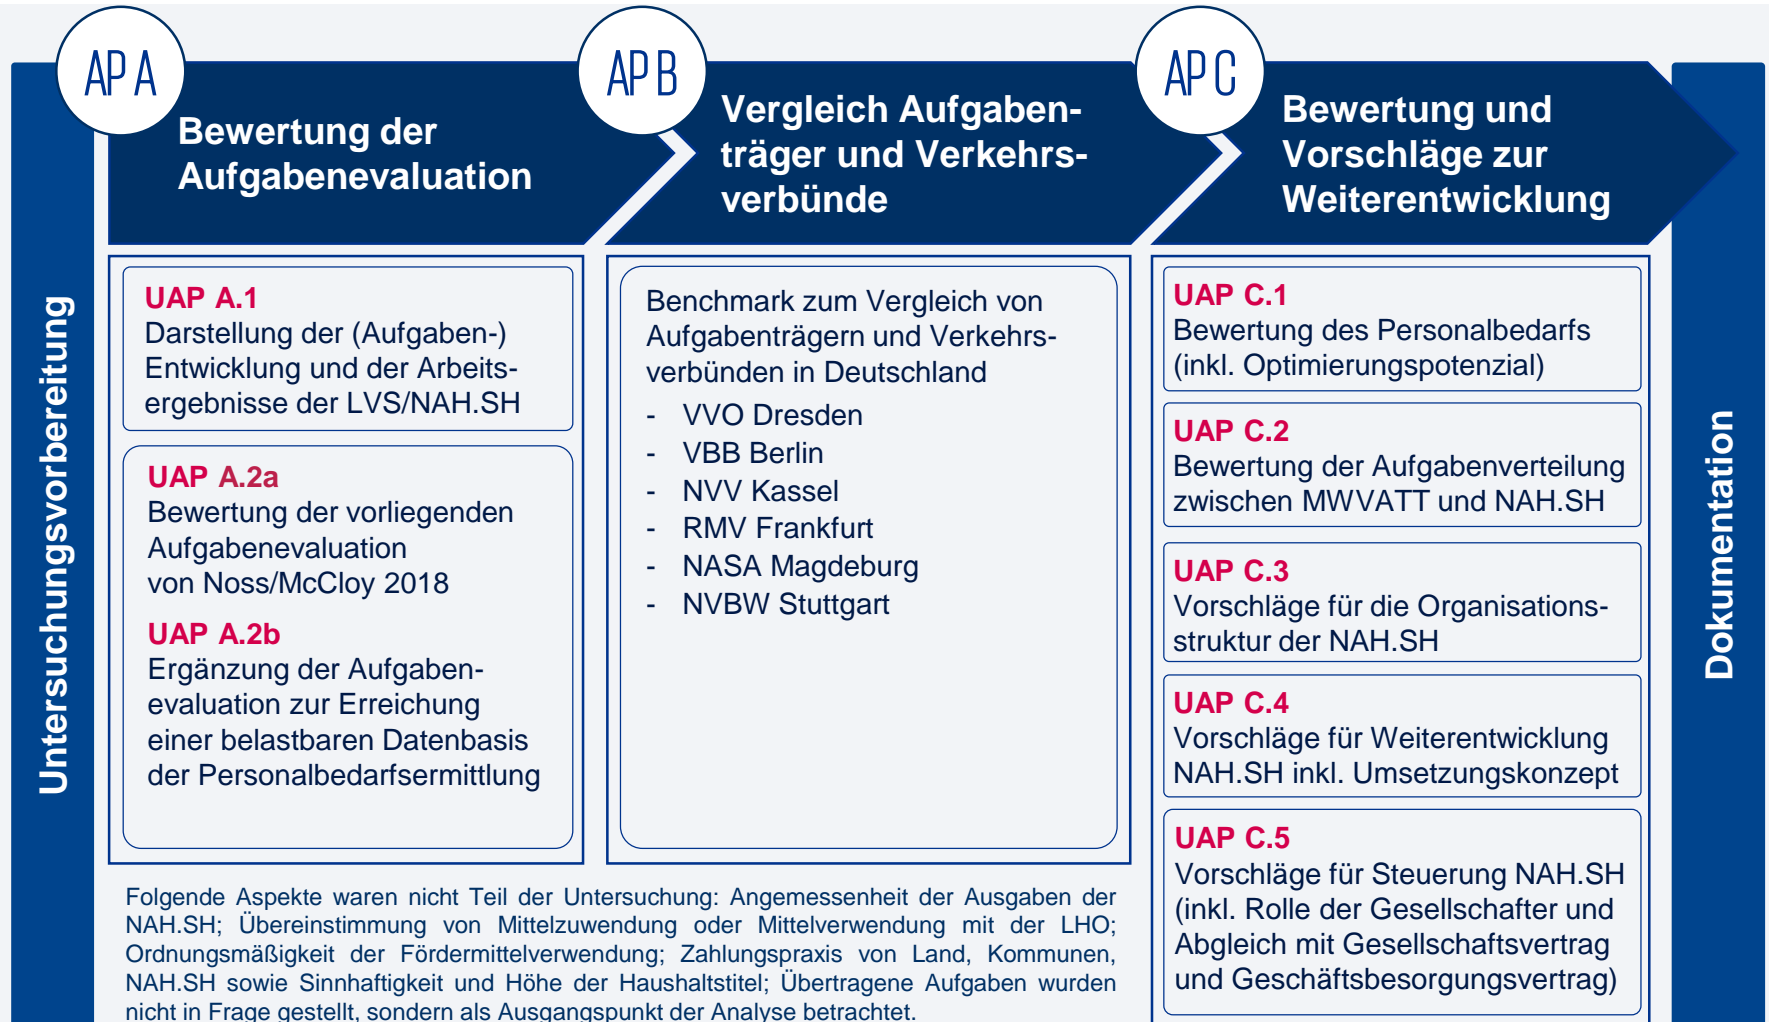 Untersuchungsvorbereitung
AP A
Bewertung der
Aufgabenevaluation
UAP A.1
Darstellung der (Aufgaben-)
Entwicklung und der Arbeits-
ergebnisse der LVS/NAH.SH
UAP A.2a
Bewertung der vorliegenden
Aufgabenevaluation
von Noss/McCloy 2018
UAP A.2b
Ergänzung der Aufgaben-
evaluation zur Erreichung
einer belastbaren Datenbasis
der Personalbedarfsermittlung
AP B
Vergleich Aufgaben-
träger und Verkehrs-
verbünde
Benchmark zum Vergleich von
Aufgabenträgern und Verkehrs-
verbünden in Deutschland
- VVO Dresden
- VBB Berlin
- NVV Kassel
- RMV Frankfurt
- NASA Magdeburg
- NVBW Stuttgart
AP C
Bewertung und
Vorschläge zur
Weiterentwicklung
UAP C.1
Bewertung des Personalbedarfs
(inkl. Optimierungspotenzial)
UAP C.2
Bewertung der Aufgabenverteilung
zwischen MWVATT und NAH.SH
UAP C.3
Vorschläge für die Organisations-
struktur der NAH.SH
UAP C.4
Vorschläge für Weiterentwicklung
NAH.SH inkl. Umsetzungskonzept
UAP C.5
Vorschläge für Steuerung NAH.SH
(inkl. Rolle der Gesellschafter und
Abgleich mit Gesellschaftsvertrag
und Geschäftsbesorgungsvertrag)
Dokumentation
Folgende Aspekte waren nicht Teil der Untersuchung: Angemessenheit der Ausgaben der
NAH.SH; Übereinstimmung von Mittelzuwendung oder Mittelverwendung mit der LHO;
Ordnungsmäßigkeit der Fördermittelverwendung; Zahlungspraxis von Land, Kommunen,
NAH.SH sowie Sinnhaftigkeit und Höhe der Haushaltstitel; Übertragene Aufgaben wurden
nicht in Frage gestellt, sondern als Ausgangspunkt der Analyse betrachtet.